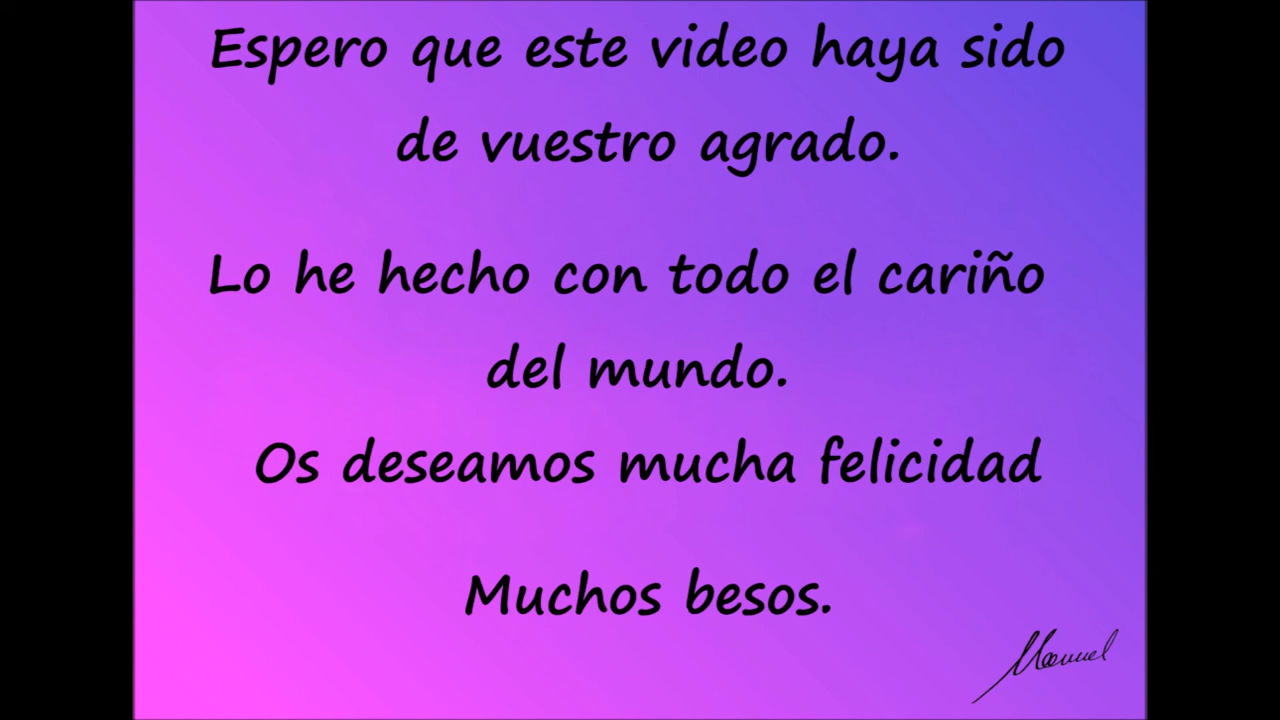 Espero que este video haya sido
de vuestro agrado.
Lo he hecho con todo el cariño
del mundo.
Os deseamos mucha felicidad
Muchos besos.
Manuel